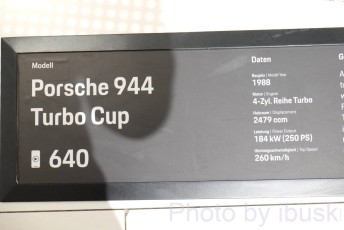 Modell
Porsche 944
Turbo Cup
640
Daten
Baujahr | Model Year
1988
Motor | Engine
4-Zyl. Reihe Turbo
Hubraum | Displacement
2479 ccm
Leistung | Power Output
184 kW (250 PS)
Höchstgeschwindigkeit | Top Speed
260 km/h
Photo by ibuski